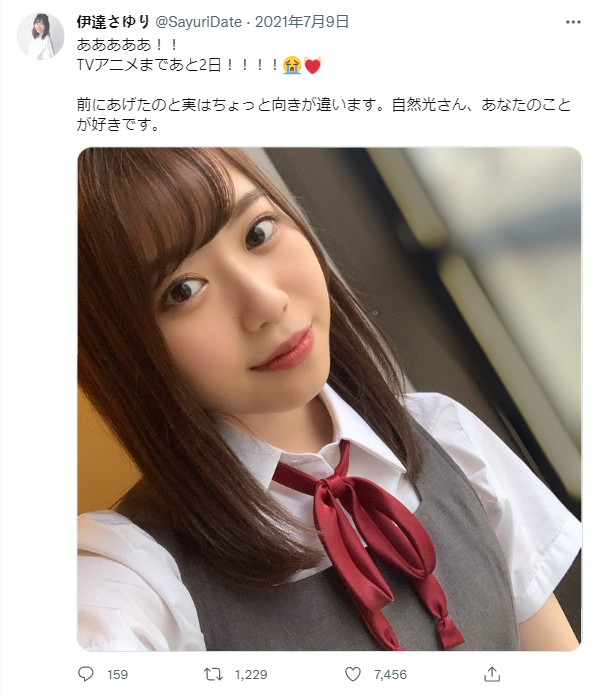 伊達さゆり @SayuriDate · 2021年7月9日
あああああ！！
TVアニメまであと2日！！！！😭💓
前にあげたのと実はちょっと向きが違います。自然光さん、あなたのこと
が好きです。
159 1,229 7,456